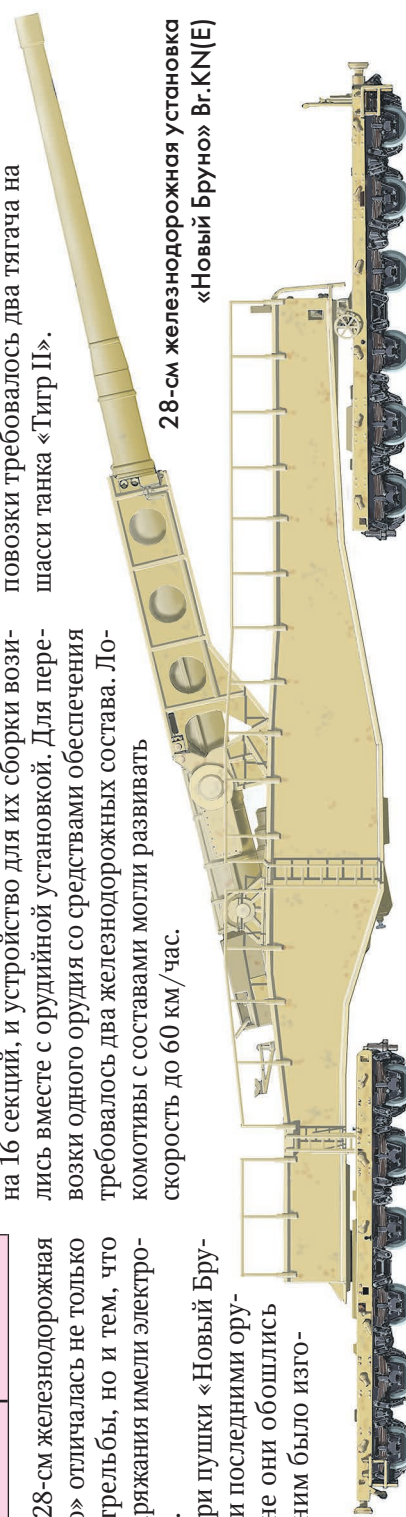 28-см железнодорожная
» отличалась не только
трельбы, но и тем, что
ряжания имели электро-
.
ри пушки «Новый Бру-
и последними ору-
не они обошлись
ним было изго-
на 16 секций, и устройство для их сборки вози-
лись вместе с орудийной установкой. Для пере-
возки одного орудия со средствами обеспечения
требовалось два железнодорожных состава. Ло-
комотивы с составами могли развивать
скорость до 60 км/час.
повозки требовалось два тягача на
шасси танка «Тигр II».
28-см железнодорожная установка
«Новый Бруно» Br.KN(E)